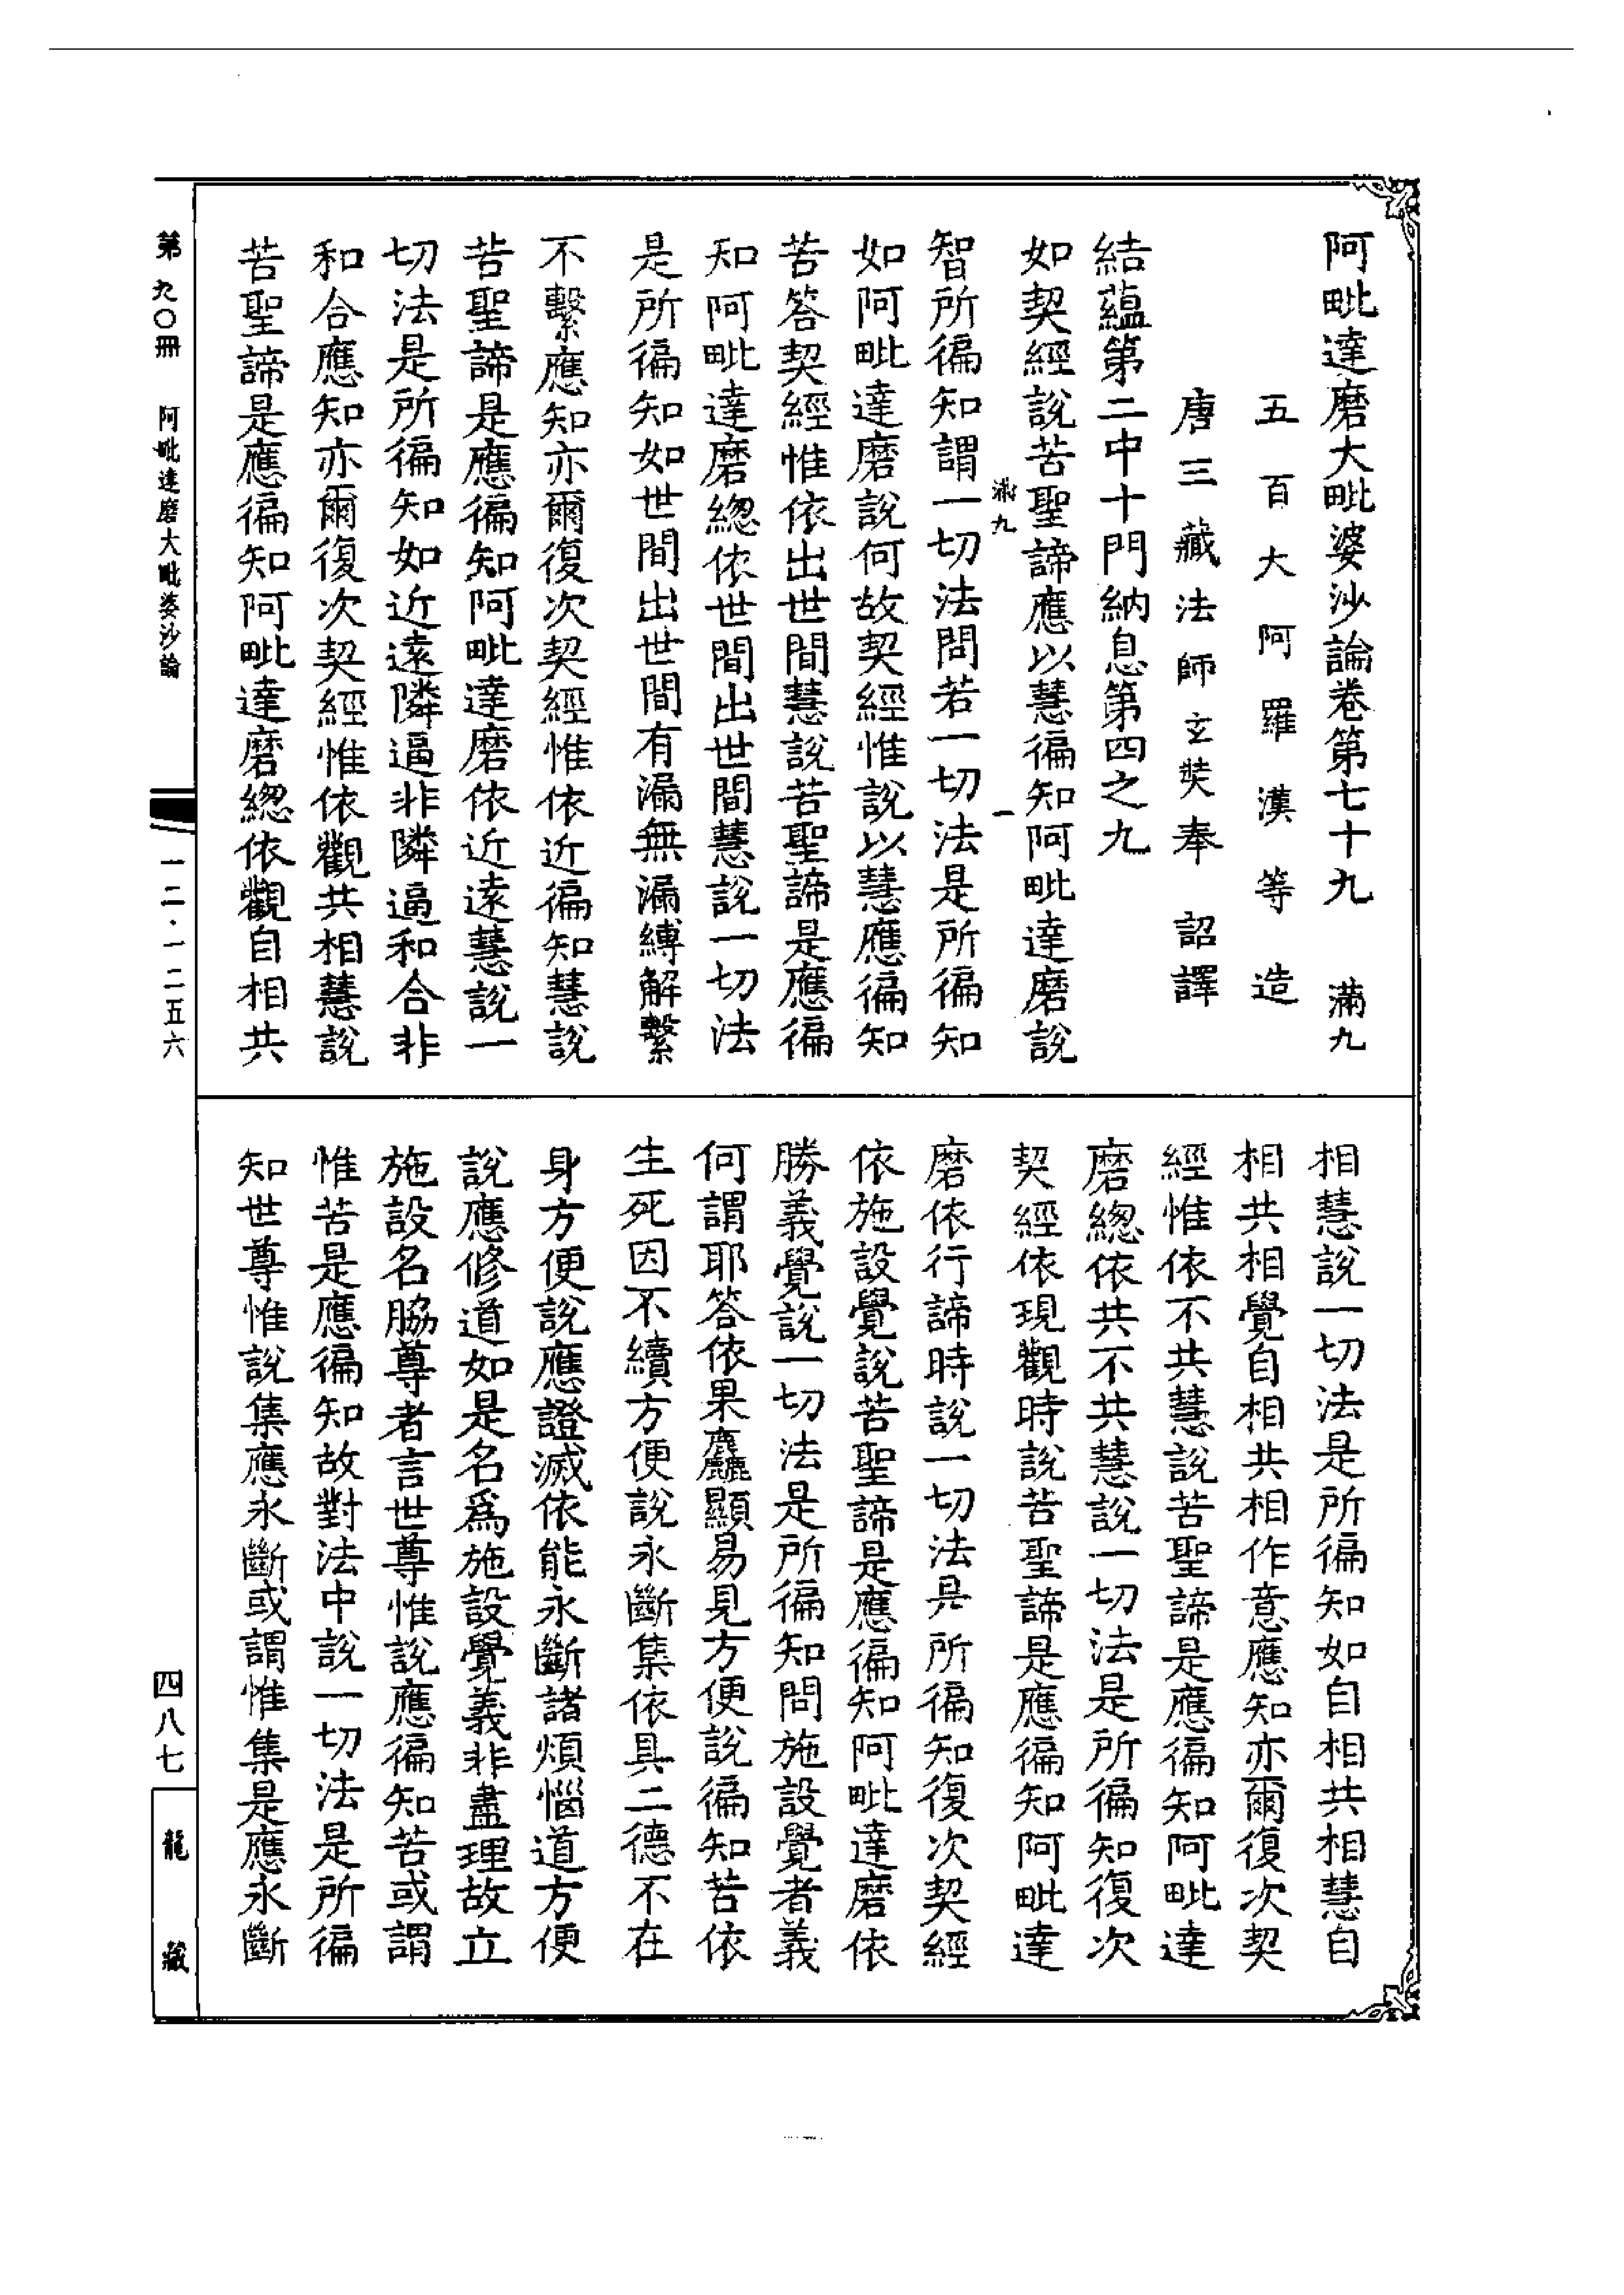 阿毗達磨大毗婆沙論卷第七十九　滿九
五百大阿羅漢等造
唐三藏法師玄奘奉　詔譯
結蘊第二中十門納息第四之九
如契經說苦聖諦應以慧徧知阿毗達磨說
滿九　一
智所徧知謂一切法問若一切法是所徧知
如阿毗達磨說何故契經惟說以慧應徧知
苦答契經惟依出世間慧說苦聖諦是應徧
知阿毗達磨總依世間出世間慧說一切法
是所徧知如世間出世間有漏無漏縛解繫
不繫應知亦爾復次契經惟依近徧知慧說
苦聖諦是應徧知阿毗達磨依近遠慧說一
切法是所徧知如近遠隣逼非隣逼和合非
和合應知亦爾復次契經惟依觀共相慧說
苦聖諦是應徧知阿毗達磨總依觀自相共
相慧說一切法是所徧知如自相共相慧自
相共相覺自相共相作意應知亦爾復次契
經惟依不共慧說苦聖諦是應徧知阿毗達
磨總依共不共慧說一切法是所徧知復次
契經依現觀時說苦聖諦是應徧知阿毗達
磨依行諦時說一切法是所徧知復次契經
依施設覺說苦聖諦是應徧知阿毗達磨依
勝義覺說一切法是所徧知問施設覺者義
何謂耶答依果麤顯易見方便說徧知苦依
生死因不續方便說永斷集依具二德不在
身方便說應證滅依能永斷諸煩惱道方便
說應修道如是名爲施設覺義非盡理故立
施設名脇尊者言世尊惟說應徧知苦或謂
惟苦是應徧知故對法中說一切法是所徧
知世尊惟說集應永斷或謂惟集是應永斷
第九〇冊　阿毗達磨大毗婆沙論
一二·一二五六
四八七
龍藏